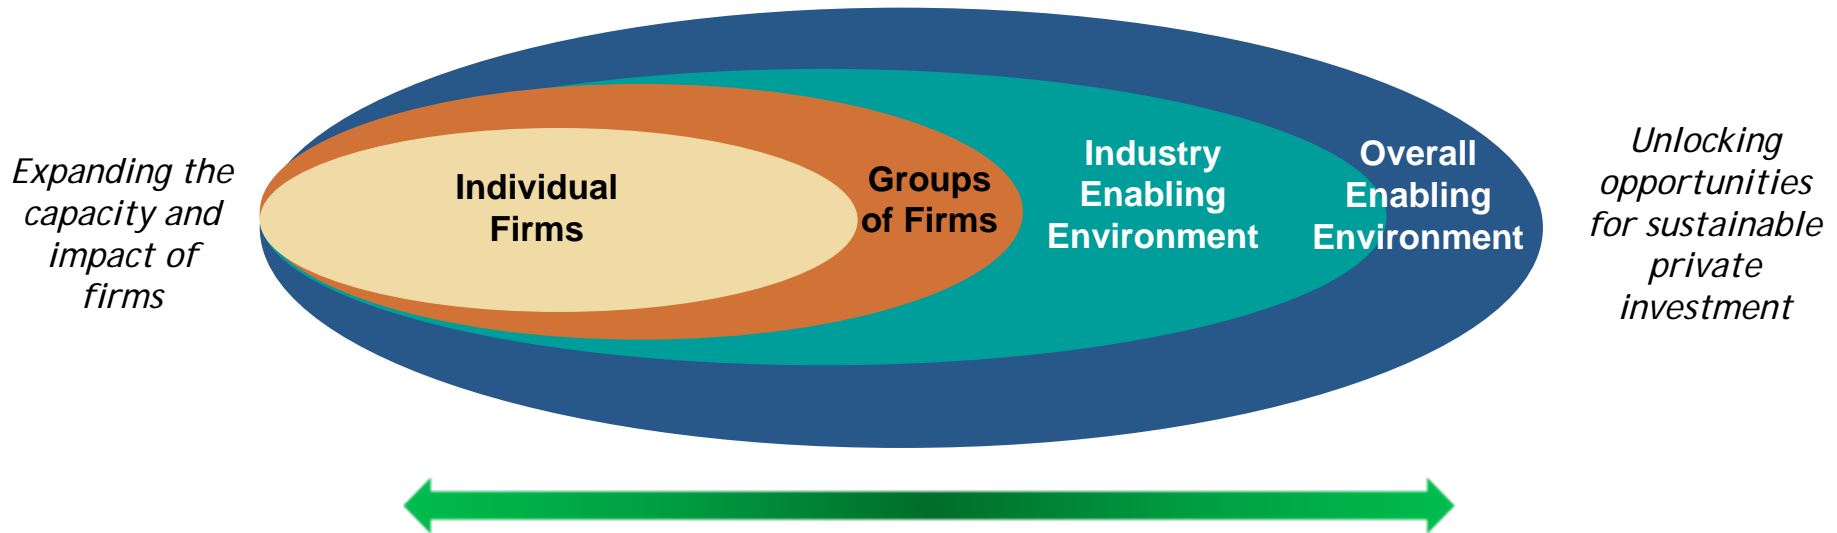 Expanding the
capacity and
impact of
firms
Individual
Firms
Groups
of Firms
Industry
Enabling
Environment
Overall
Enabling
Environment
Unlocking
opportunities
for sustainable
private
investment